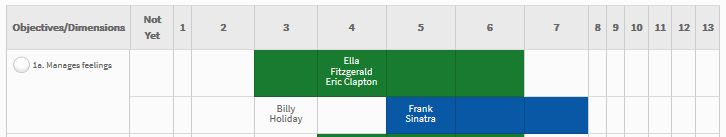 Objectives/Dimensions Not Yet 1 2 3 4 5 6 7 8 9 10 11 12 13
1a. Manages feelings
Ella
Fitzgerald
Eric Clapton
Billy
Holiday
Frank
Sinatra